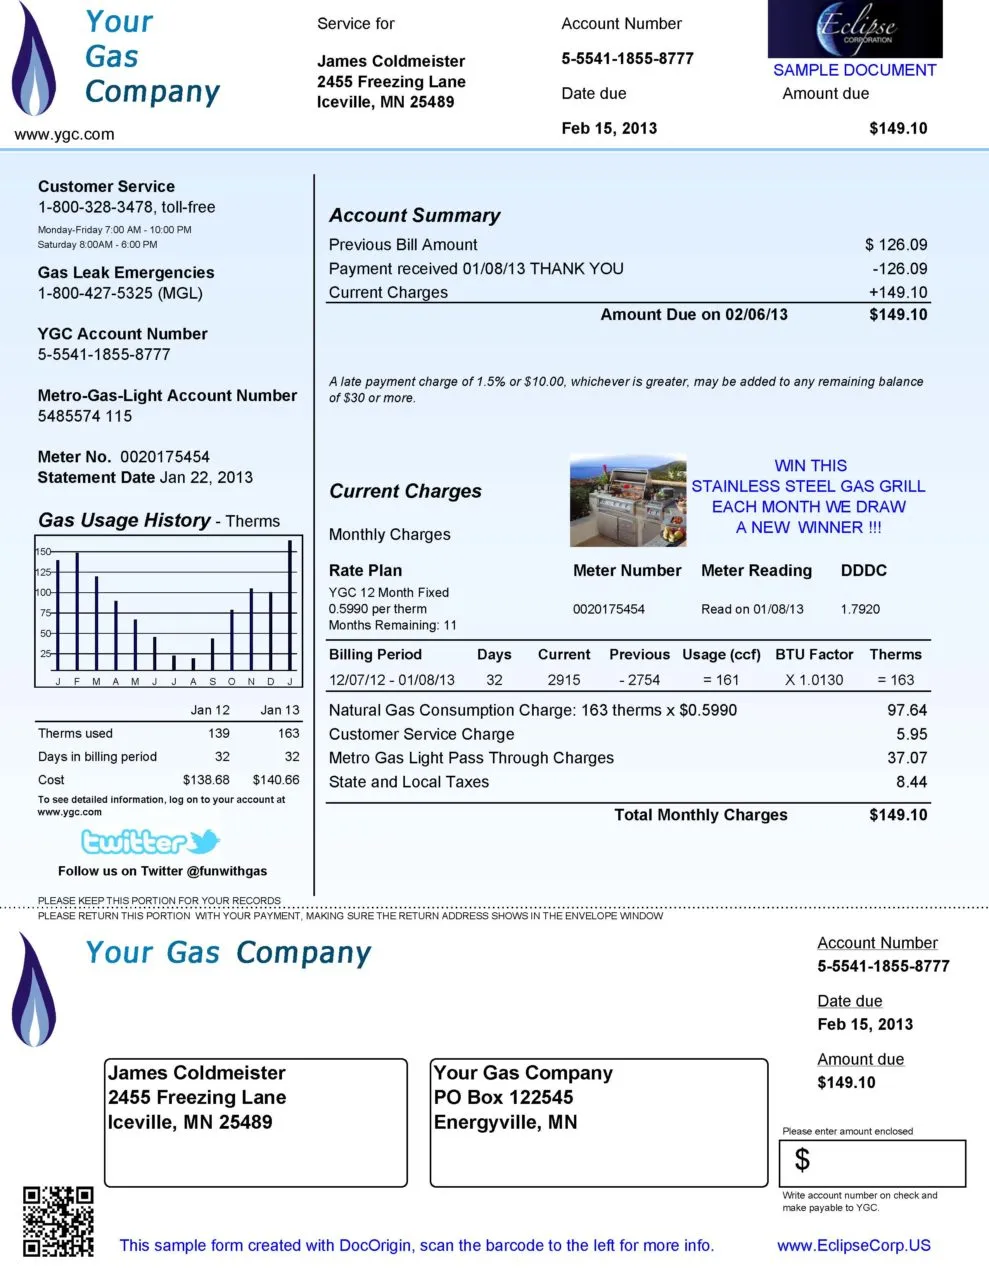 Your
Gas
Company
www.ygc.com
Service for
James Coldmeister
2455 Freezing Lane
Iceville, MN 25489
Account Number
5-5541-1855-8777
Date due
Feb 15, 2013
Eclipse
CORPORATION
SAMPLE DOCUMENT
Amount due
$149.10
Customer Service
1-800-328-3478, toll-free
Monday-Friday 7:00 AM - 10:00 PM
Saturday 8:00AM - 6:00 PM
Gas Leak Emergencies
1-800-427-5325 (MGL)
YGC Account Number
5-5541-1855-8777
Metro-Gas-Light Account Number
5485574 115
Meter No. 0020175454
Statement Date Jan 22, 2013
Gas Usage History - Therms
150
125
100
75
50
25
J F M A M J J A S O N D J
Jan 12 Jan 13
Therms used 139 163
Days in billing period 32 32
Cost $138.68 $140.66
To see detailed information, log on to your account at
www.ygc.com
twitter
Follow us on Twitter @funwithgas
Account Summary
Previous Bill Amount $ 126.09
Payment received 01/08/13 THANK YOU -126.09
Current Charges +149.10
Amount Due on 02/06/13 $149.10
A late payment charge of 1.5% or $10.00, whichever is greater, may be added to any remaining balance
of $30 or more.
Current Charges
Monthly Charges
WIN THIS
STAINLESS STEEL GAS GRILL
EACH MONTH WE DRAW
A NEW WINNER !!!
Rate Plan Meter Number Meter Reading DDDC
YGC 12 Month Fixed
0.5990 per therm 0020175454 Read on 01/08/13 1.7920
Months Remaining: 11
Billing Period Days Current Previous Usage (ccf) BTU Factor Therms
12/07/12 - 01/08/13 32 2915 - 2754 = 161 X 1.0130 = 163
Natural Gas Consumption Charge: 163 therms x $0.5990 97.64
Customer Service Charge 5.95
Metro Gas Light Pass Through Charges 37.07
State and Local Taxes 8.44
Total Monthly Charges $149.10
PLEASE KEEP THIS PORTION FOR YOUR RECORDS
PLEASE RETURN THIS PORTION WITH YOUR PAYMENT, MAKING SURE THE RETURN ADDRESS SHOWS IN THE ENVELOPE WINDOW
Your Gas Company
Account Number
5-5541-1855-8777
Date due
Feb 15, 2013
Amount due
$149.10
James Coldmeister
2455 Freezing Lane
Iceville, MN 25489
Your Gas Company
PO Box 122545
Energyville, MN
Please enter amount enclosed
$
Write account number on check and
make payable to YGC.
This sample form created with DocOrigin, scan the barcode to the left for more info.
www.EclipseCorp.US